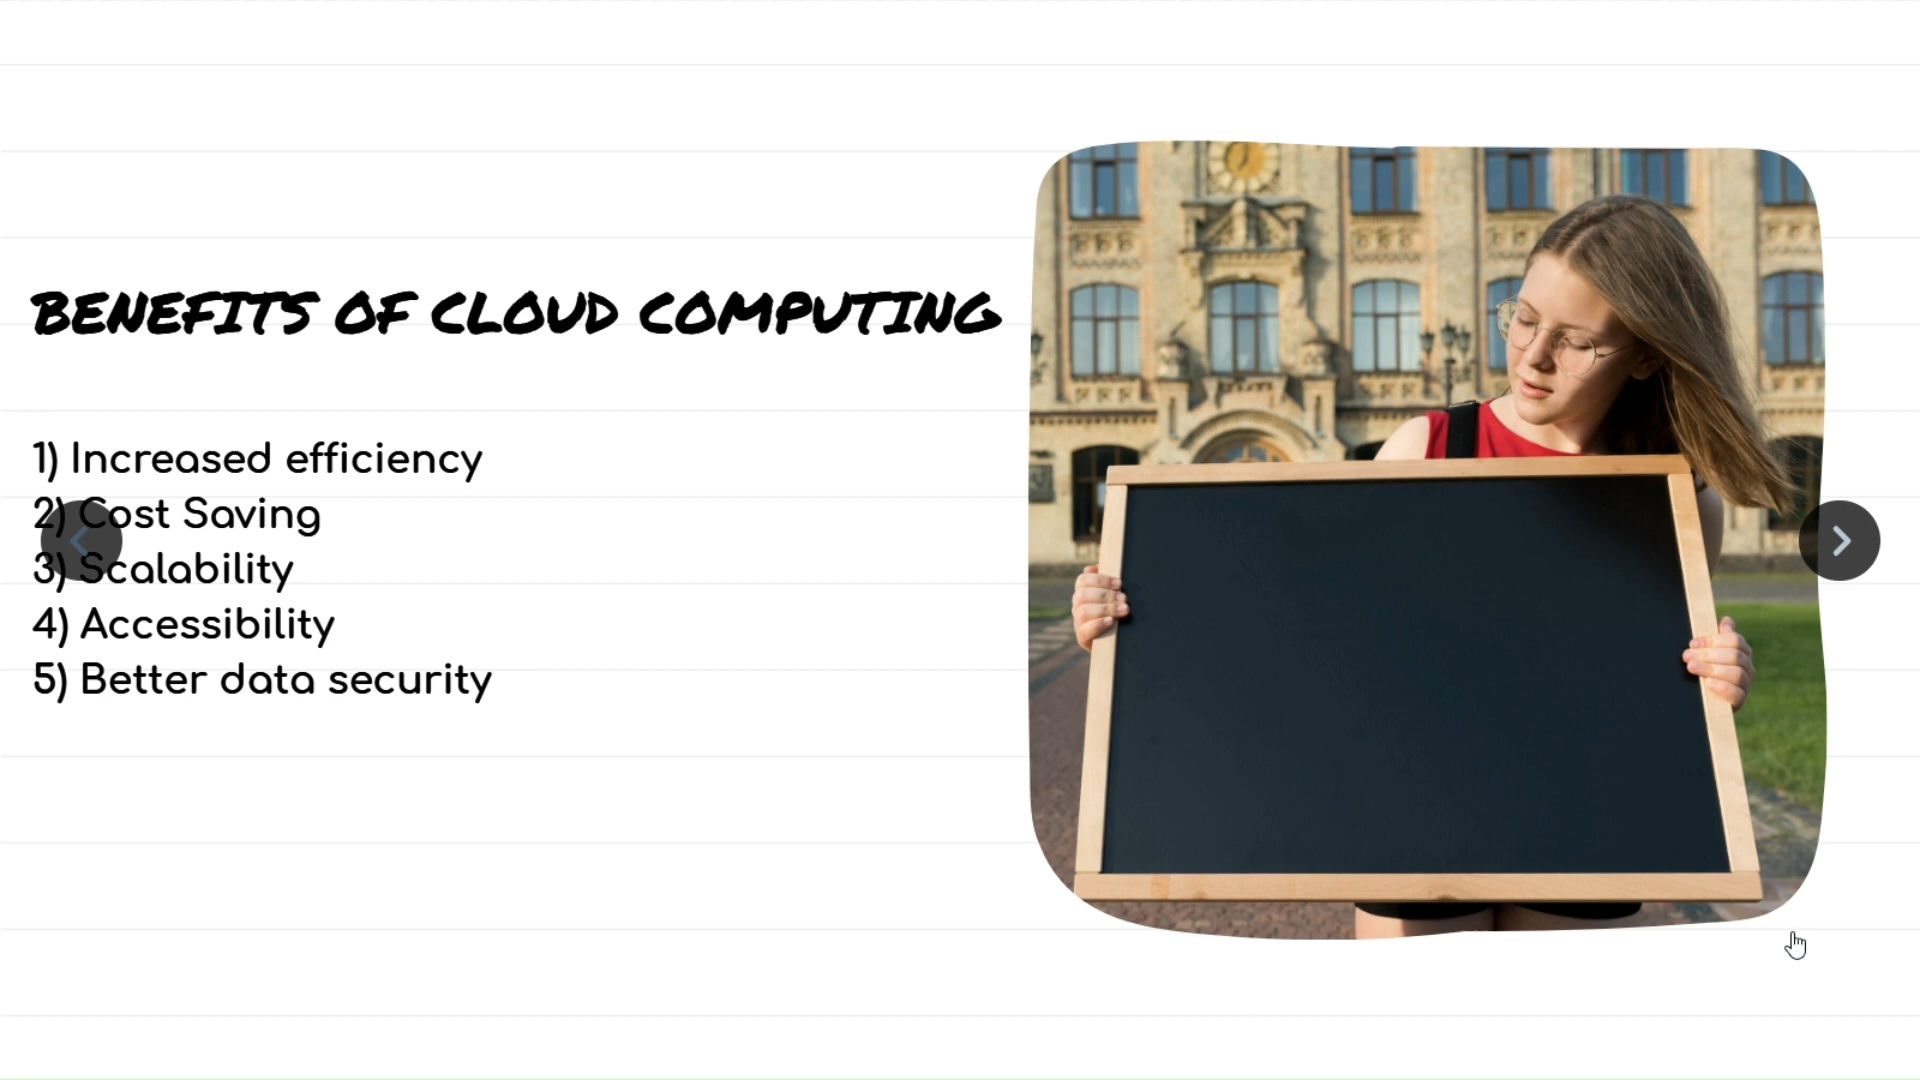 BENEFITS OF CLOUD COMPUTING
1) Increased efficiency
2) Cost Saving
3) Scalability
4) Accessibility
5) Better data security